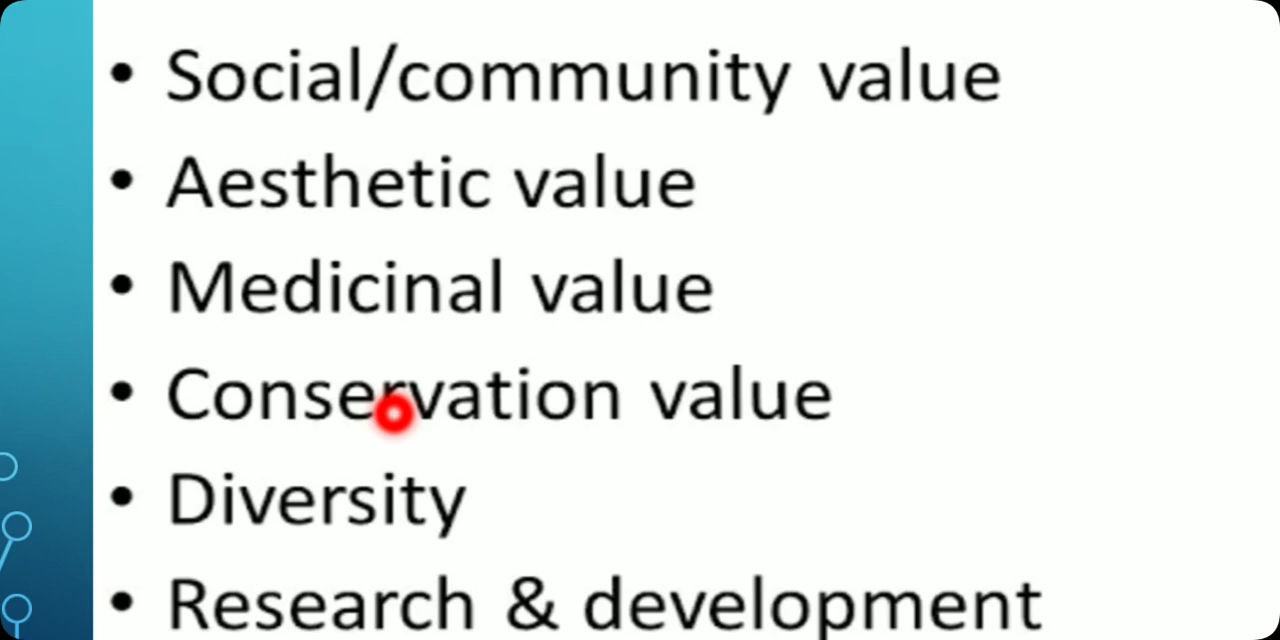 • Social/community value
• Aesthetic value
• Medicinal value
• Conservation value
• Diversity
• Research & development